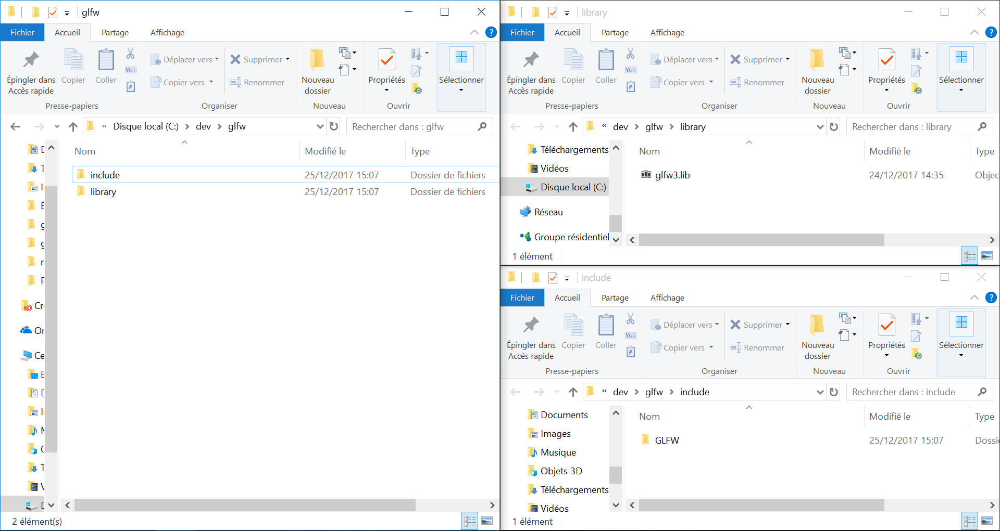 glfw
Fichier Accueil Partage Affichage
Épingler dans Accès rapide Copier Coller
Déplacer vers Copier vers Supprimer Renommer
Nouveau dossier Propriétés Sélectionner
Presse-papiers Organiser Nouveau Ouvrir
« Disque local (C:) > dev > glfw
Rechercher dans : glfw
Nom Modifié le Type
include 25/12/2017 15:07 Dossier de fichiers
library 25/12/2017 15:07 Dossier de fichiers
2 élément(s)
library
Fichier Accueil Partage Affichage
Épingler dans Accès rapide Copier Coller
Déplacer vers Copier vers Supprimer Renommer
Nouveau dossier Propriétés Sélectionner
Presse-papiers Organiser Nouveau Ouvrir
« dev > glfw > library
Rechercher dans : library
Téléchargements
Vidéos
Disque local (C:)
Réseau
Groupe résidentiel
Nom Modifié le Type
glfw3.lib 24/12/2017 14:35 Objec
1 élément
include
Fichier Accueil Partage Affichage
Épingler dans Accès rapide Copier Coller
Déplacer vers Copier vers Supprimer Renommer
Nouveau dossier Propriétés Sélectionner
Presse-papiers Organiser Nouveau Ouvrir
« dev > glfw > include
Rechercher dans : include
Documents
Images
Musique
Objets 3D
Téléchargements
Vidéos
Nom Modifié le Type
GLFW 25/12/2017 15:07 Dossie
1 élément